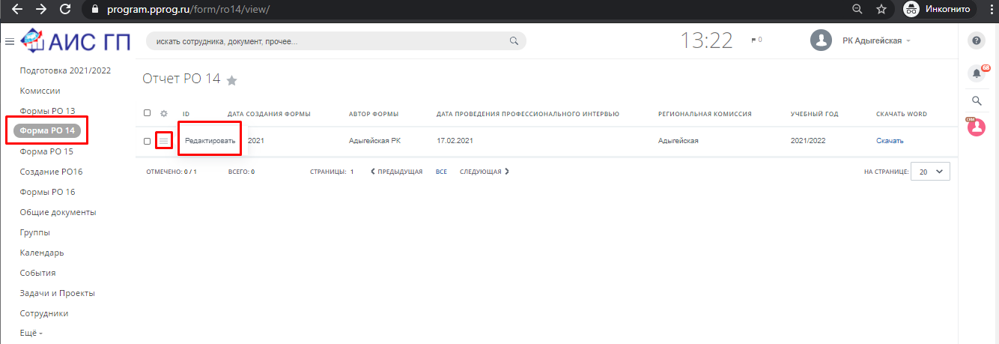 program.pprog.ru/form/ro14/view/
Инкогнито
АИС ГП
искать сотрудника, документ, прочее...
13:22
0
РК Адыгейская
68
CRM
Подготовка 2021/2022
Комиссии
Формы РО 13
Форма РО 14
Форма РО 15
Создание РО16
Формы РО 16
Общие документы
Группы
Календарь
События
Задачи и Проекты
Сотрудники
Ещё
Отчет РО 14
ID ДАТА СОЗДАНИЯ ФОРМЫ АВТОР ФОРМЫ ДАТА ПРОВЕДЕНИЯ ПРОФЕССИОНАЛЬНОГО ИНТЕРВЬЮ РЕГИОНАЛЬНАЯ КОМИССИЯ УЧЕБНЫЙ ГОД СКАЧАТЬ WORD
Редактировать 2021 Адыгейская РК 17.02.2021 Адыгейская 2021/2022 Скачать
ОТМЕЧЕНО: 0 / 1 ВСЕГО: 0 СТРАНИЦЫ: 1 ПРЕДЫДУЩАЯ ВСЕ СЛЕДУЮЩАЯ НА СТРАНИЦЕ: 20